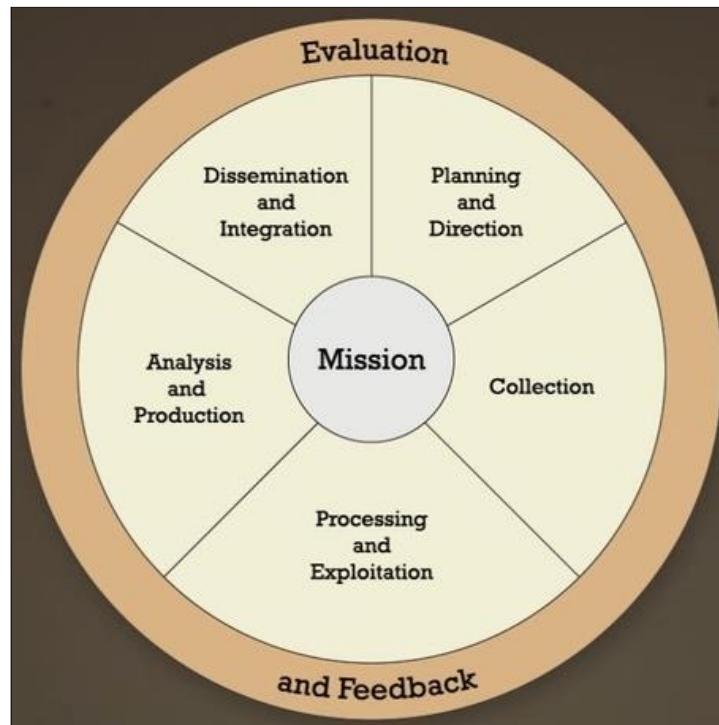 Evaluation
Dissemination
and
Integration
Planning
and
Direction
Mission
Analysis
and
Production
Collection
Processing
and
Exploitation
and Feedback